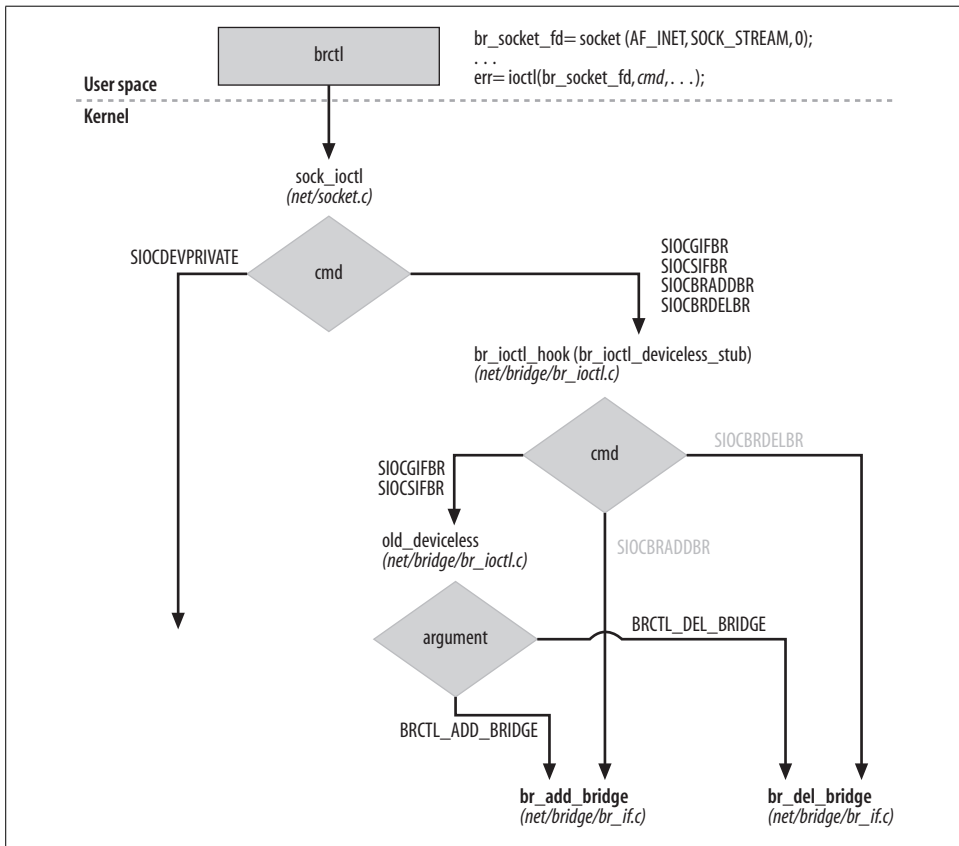 brctl
br_socket_fd= socket (AF_INET, SOCK_STREAM, 0);
. . .
err= ioctl(br_socket_fd, cmd, . . . );
User space
Kernel
sock_ioctl
(net/socket.c)
SIOCDEVPRIVATE
cmd
SIOCGIFBR
SIOCSIFBR
SIOCBRADDBR
SIOCBRDELBR
br_ioctl_hook (br_ioctl_deviceless_stub)
(net/bridge/br_ioctl.c)
cmd
SIOCBRDELBR
SIOCGIFBR
SIOCSIFBR
old_deviceless
(net/bridge/br_ioctl.c)
SIOCBRADDBR
argument
BRCTL_DEL_BRIDGE
BRCTL_ADD_BRIDGE
br_add_bridge
(net/bridge/br_if.c)
br_del_bridge
(net/bridge/br_if.c)